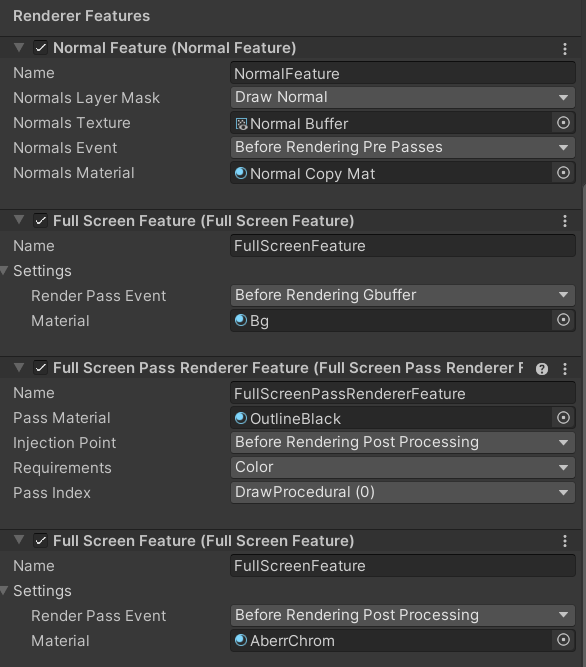 Renderer Features
Normal Feature (Normal Feature)
Name NormalFeature
Normals Layer Mask Draw Normal
Normals Texture Normal Buffer
Normals Event Before Rendering Pre Passes
Normals Material Normal Copy Mat
Full Screen Feature (Full Screen Feature)
Name FullScreenFeature
Settings
Render Pass Event Before Rendering Gbuffer
Material Bg
Full Screen Pass Renderer Feature (Full Screen Pass Renderer F
Name FullScreenPassRendererFeature
Pass Material OutlineBlack
Injection Point Before Rendering Post Processing
Requirements Color
Pass Index DrawProcedural (0)
Full Screen Feature (Full Screen Feature)
Name FullScreenFeature
Settings
Render Pass Event Before Rendering Post Processing
Material AberrChrom